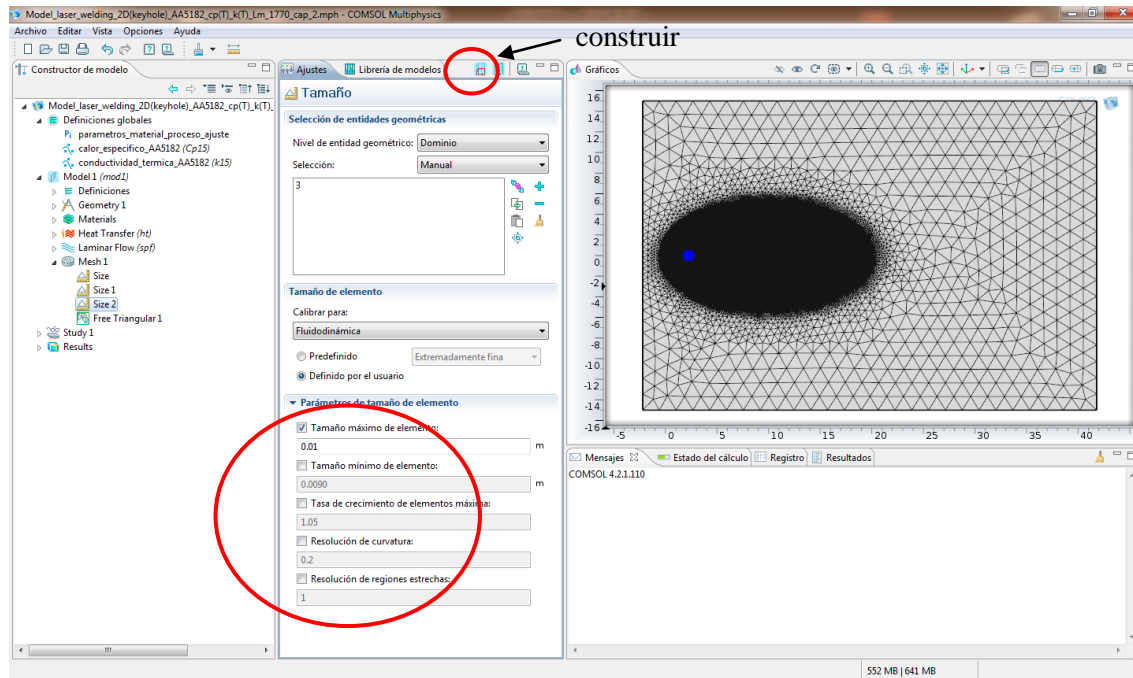 Model_laser_welding_2D(keyhole)_AA5182_cp(T)_k(T)_Lm_1770_cap_2.mph - COMSOL Multiphysics
Archivo Editar Vista Opciones Ayuda
construir
Constructor de modelo
Model_laser_welding_2D(keyhole)_AA5182_cp(T)_k(T)_
Definiciones globales
Pi parametros_material_proceso_ajuste
calor_especifico_AA5182 (Cp15)
conductividad_termica_AA5182 (k15)
Model 1 (mod1)
Definiciones
Geometry 1
Materials
Heat Transfer (ht)
Laminar Flow (spf)
Mesh 1
Size
Size 1
Size 2
Free Triangular 1
Study 1
Results
Ajustes Librería de modelos
Tamaño
Selección de entidades geométricas
Nivel de entidad geométrico: Dominio
Selección: Manual
3
Tamaño de elemento
Calibrar para:
Fluidodinámica
Predefinido Extremadamente fina
Definido por el usuario
Parámetros de tamaño de elemento
Tamaño máximo de elemento:
0.01 m
Tamaño mínimo de elemento:
0.0090 m
Tasa de crecimiento de elementos máxima:
1.05
Resolución de curvatura:
0.2
Resolución de regiones estrechas:
1
Gráficos
16
14
12
10
8
6
4
2
0
-2
-4
-6
-8
-10
-12
-14
-16
-5 0 5 10 15 20 25 30 35 40
Mensajes Estado del cálculo Registro Resultados
COMSOL 4.2.1.110
552 MB | 641 MB